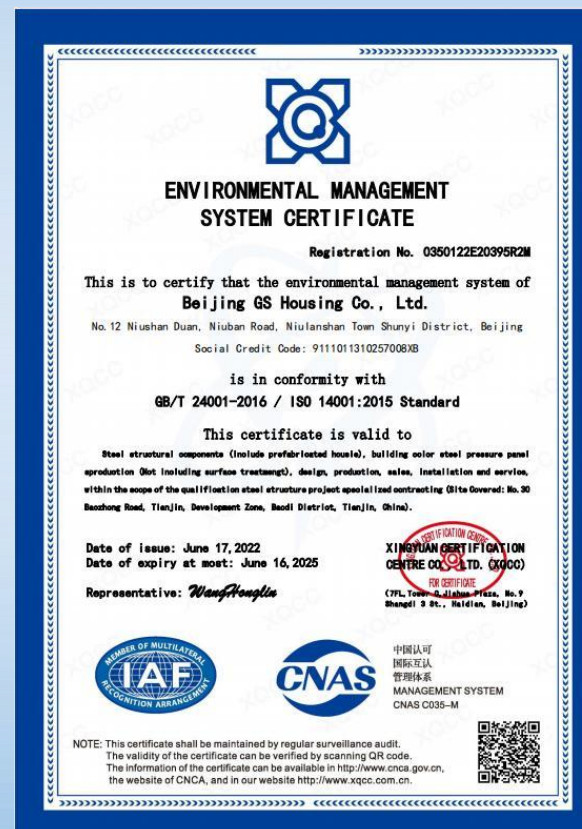 ENVIRONMENTAL MANAGEMENT
SYSTEM CERTIFICATE
Registration No. 0350122E20395R2M
This is to certify that the environmental management system of
Beijing GS Housing Co., Ltd.
No. 12 Niushan Duan, Niuban Road, Niulanshan Town Shunyi District, Beijing
Social Credit Code: 9111011310257008XB
is in conformity with
GB/T 24001-2016 / ISO 14001:2015 Standard
This certificate is valid to
Steel structural components (include prefabricated housle), building color steel pressure panel
aproduction (Not including surface treatmengt), design, production, sales, installation and service,
within the scope of the qualification steel structure project apecialized contracting (Site Covered: No. 30
Baozhong Road, Tianjin, Development Zone, Baodi District, Tianjin, China).
Date of issue: June 17, 2022
Date of expiry at most: June 16, 2025
Representative: WangHonglin
XINGYUAN CERTIFICATION
CENTRE CO., LTD. (XQCC)
FOR CERTIFICATE
(7FL, Tower O, Jiahua Plaza, No.9
Shangdi 3 St., Haidian, Beijing)
MEMBER OF MULTILATERAL
IAF
RECOGNITION ARRANGEMENT
CNAS
中国认可
国际互认
管理体系
MANAGEMENT SYSTEM
CNAS C035-M
NOTE: This certificate shall be maintained by regular surveillance audit.
The validity of the certificate can be verified by scanning QR code.
The information of the certificate can be available in http://www.cnca.gov.cn,
the website of CNCA, and in our website http://www.xqcc.com.cn.